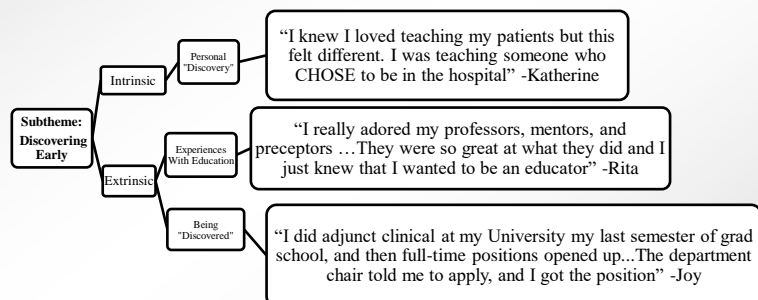 Subtheme:
Discovering
Early
Intrinsic
Personal
"Discovery"
“I knew I loved teaching my patients but this
felt different. I was teaching someone who
CHOSE to be in the hospital” -Katherine
Extrinsic
Experiences
With Education
“I really adored my professors, mentors, and
preceptors …They were so great at what they did and I
just knew that I wanted to be an educator” -Rita
Being
"Discovered"
“I did adjunct clinical at my University my last semester of grad
school, and then full-time positions opened up...The department
chair told me to apply, and I got the position” -Joy